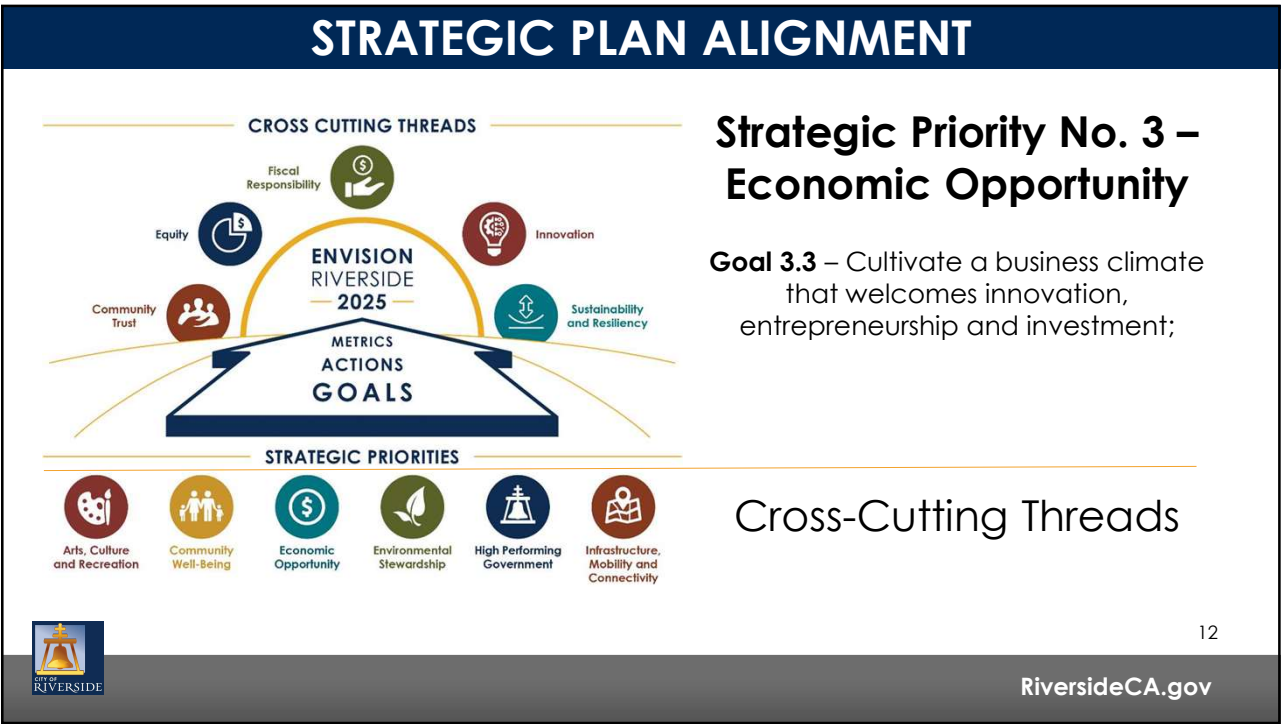 STRATEGIC PLAN ALIGNMENT
CROSS CUTTING THREADS
Fiscal
Responsibility
Equity
Innovation
Community
Trust
Sustainability
and Resiliency
ENVISION
RIVERSIDE
2025
METRICS
ACTIONS
GOALS
STRATEGIC PRIORITIES
Arts, Culture
and Recreation
Community
Well-Being
Economic
Opportunity
Environmental
Stewardship
High Performing
Government
Infrastructure,
Mobility and
Connectivity
Strategic Priority No. 3 –
Economic Opportunity
Goal 3.3 – Cultivate a business climate
that welcomes innovation,
entrepreneurship and investment;
Cross-Cutting Threads
12
CITY OF
RIVERSIDE
RiversideCA.gov